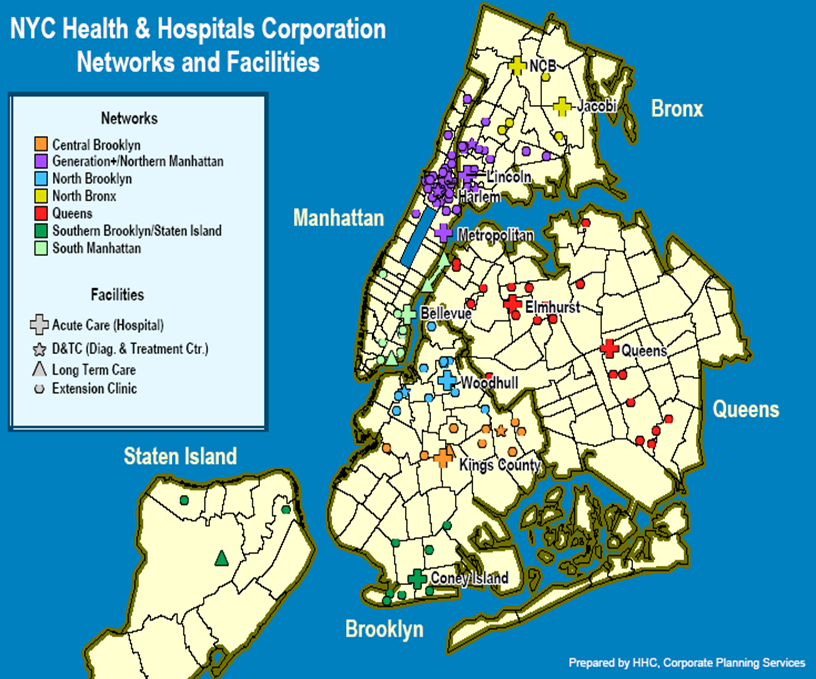 NYC Health & Hospitals Corporation
Networks and Facilities
Networks
Central Brooklyn
Generation+/Northern Manhattan
North Brooklyn
North Bronx
Queens
Southern Brooklyn/Staten Island
South Manhattan
Facilities
Acute Care (Hospital)
D&TC (Diag. & Treatment Ctr.)
Long Term Care
Extension Clinic
NCB
Jacobi
Bronx
Lincoln
Harlem
Manhattan
Metropolitan
Elmhurst
Bellevue
Queens
Woodhull
Queens
Staten Island
Kings County
Coney Island
Brooklyn
Prepared by HHC, Corporate Planning Services